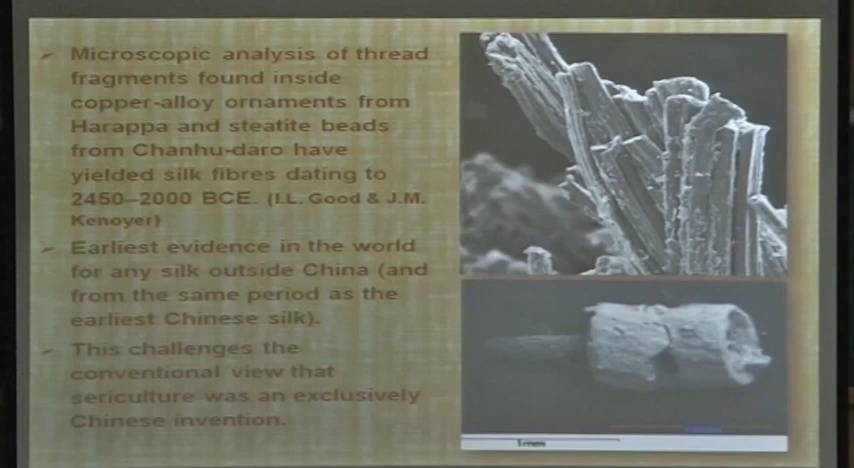 Microscopic analysis of thread
fragments found inside
copper-alloy ornaments from
Harappa and steatite beads
from Chanhu-daro have
yielded silk fibres dating to
2450–2000 BCE. (I.L. Good & J.M.
Kenoyer)
Earliest evidence in the world
for any silk outside China (and
from the same period as the
earliest Chinese silk).
This challenges the
conventional view that
sericulture was an exclusively
Chinese invention.
1mm